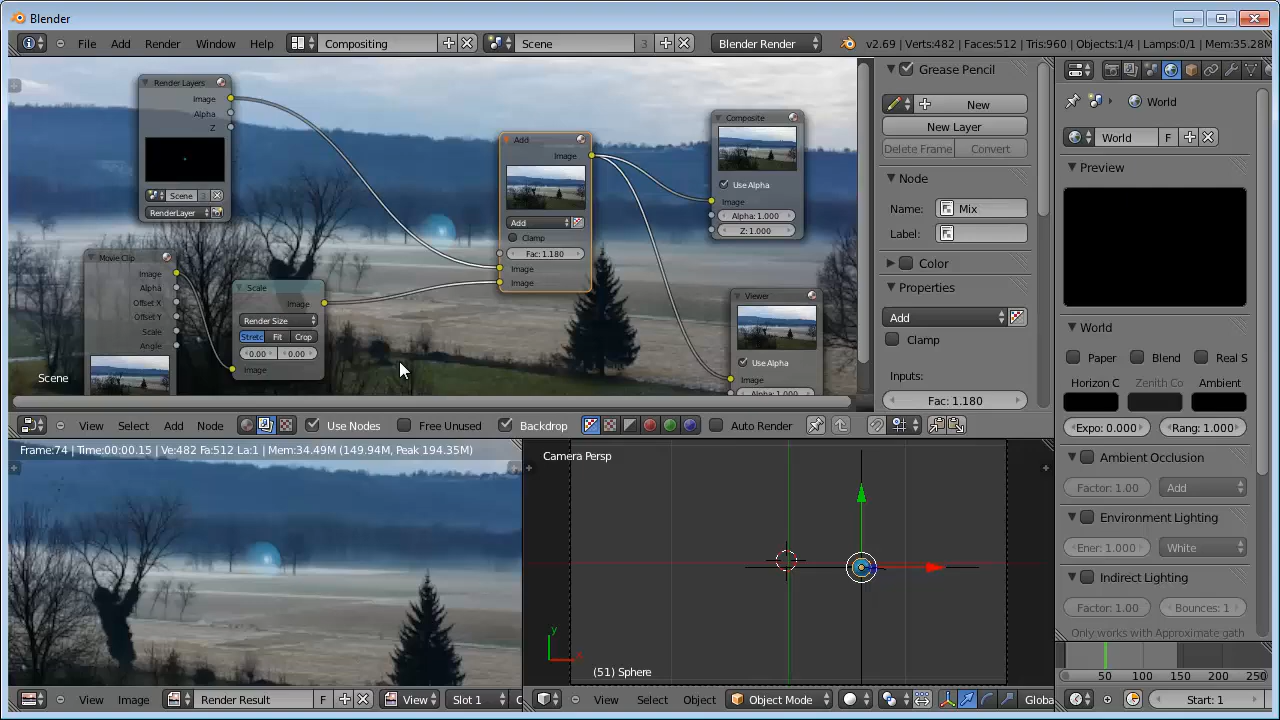 Blender
File Add Render Window Help Compositing Scene 3 Blender Render v2.69 | Verts:482 | Faces:512 | Tris:960 | Objects:1/4 | Lamps:0/1 | Mem:35.28M
Render Layers
Image
Alpha
Z
Scene 3
RenderLayer
Movie Clip
Image
Alpha
Offset X
Offset Y
Scale
Angle
Scale
Image
Render Size
Stretc Fit Crop
0.00 0.00
Image
Add
Image
Add
Clamp
Fac: 1.180
Image
Image
Composite
Use Alpha
Image
Alpha: 1.000
Z: 1.000
Viewer
Use Alpha
Image
Alpha: 1.000
Scene
Grease Pencil
New
New Layer
Delete Frame Convert
Node
Name: Mix
Label:
Color
Properties
Add
Clamp
Inputs:
Fac: 1.180
View Select Add Node Use Nodes Free Unused Backdrop Auto Render
World
World F
Preview
World
Paper Blend Real S
Horizon C Zenith Co Ambient
Expo: 0.000 Rang: 1.000
Ambient Occlusion
Factor: 1.00 Add
Environment Lighting
Ener: 1.000 White
Indirect Lighting
Factor: 1.00 Bounces: 1
Only works with Approximate gath
Frame:74 | Time:00:00.15 | Ve:482 Fa:512 La:1 | Mem:34.49M (149.94M, Peak 194.35M)
View Image Render Result F View Slot 1 C
Camera Persp
y
x
(51) Sphere
View Select Object Object Mode Globa
0 50 100 150 200 250
Start: 1